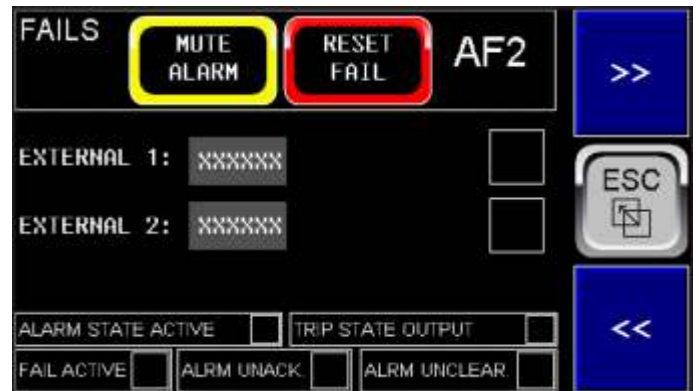 FAILS
MUTE
ALARM
RESET
FAIL
AF2
>>
EXTERNAL 1: XXXXXX
ESC
EXTERNAL 2: XXXXXX
ALARM STATE ACTIVE
TRIP STATE OUTPUT
<<
FAIL ACTIVE
ALRM UNACK.
ALRM UNCLEAR.